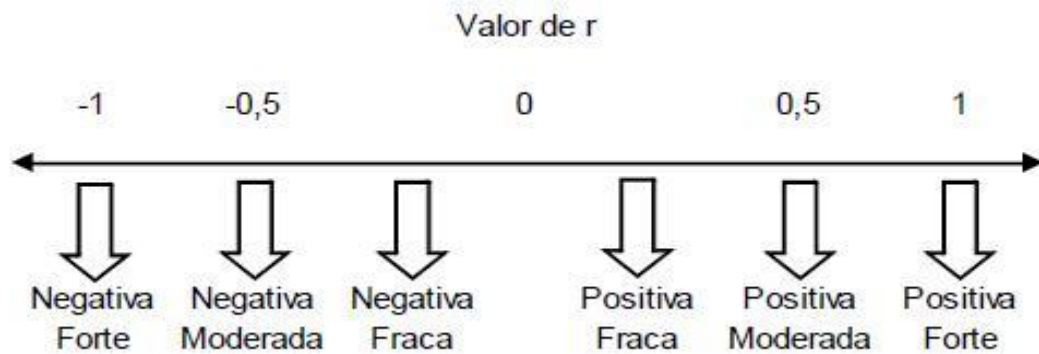 Valor de r
-1 -0,5 0 0,5 1
Negativa Negativa Negativa Positiva Positiva Positiva
Forte Moderada Fraca Fraca Moderada Forte